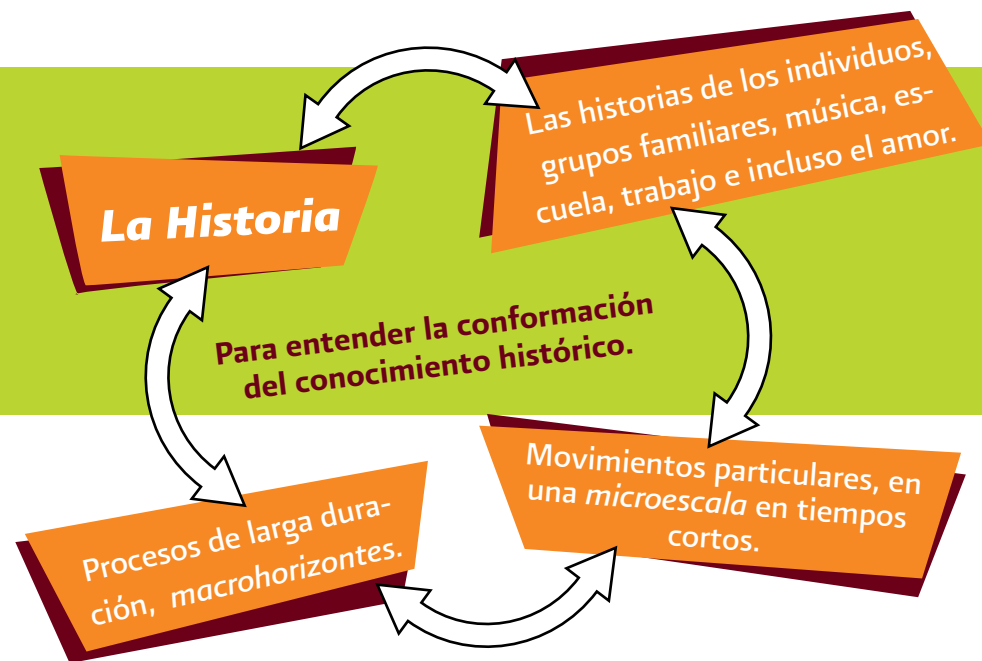 La Historia
Las historias de los individuos,
grupos familiares, música, es-
cuela, trabajo e incluso el amor.
Para entender la conformación
del conocimiento histórico.
Movimientos particulares, en
una microescala en tiempos
cortos.
Procesos de larga dura-
ción, macrohorizontes.